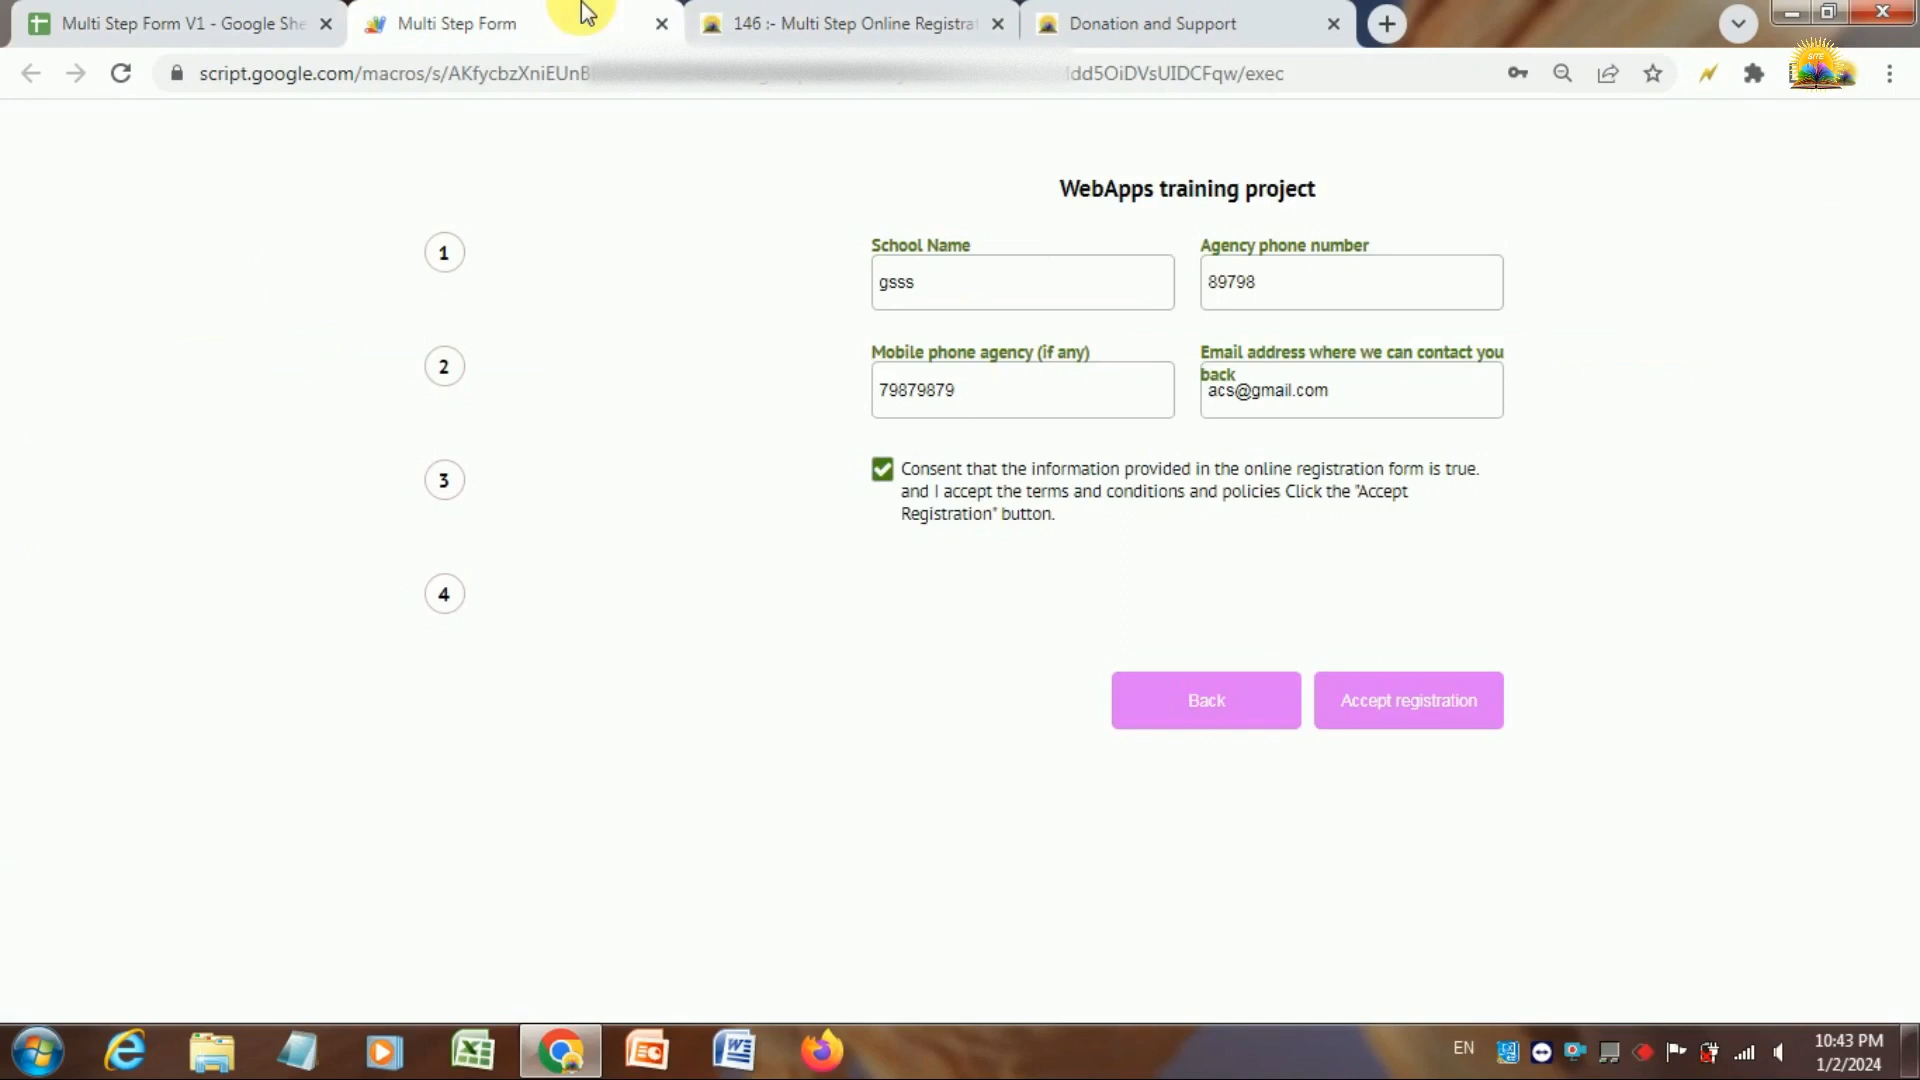 Multi Step Form V1 - Google She
Multi Step Form
146 :- Multi Step Online Registrat
Donation and Support
script.google.com/macros/s/AKfycbzXniEUnB
dd5OiDVsUIDCFqw/exec
SITE
WebApps training project
1
School Name
Agency phone number
gsss
89798
2
Mobile phone agency (if any)
Email address where we can contact you
back
79879879
acs@gmail.com
3
Consent that the information provided in the online registration form is true.
and I accept the terms and conditions and policies Click the "Accept
Registration" button.
4
Back
Accept registration
EN
10:43 PM
1/2/2024